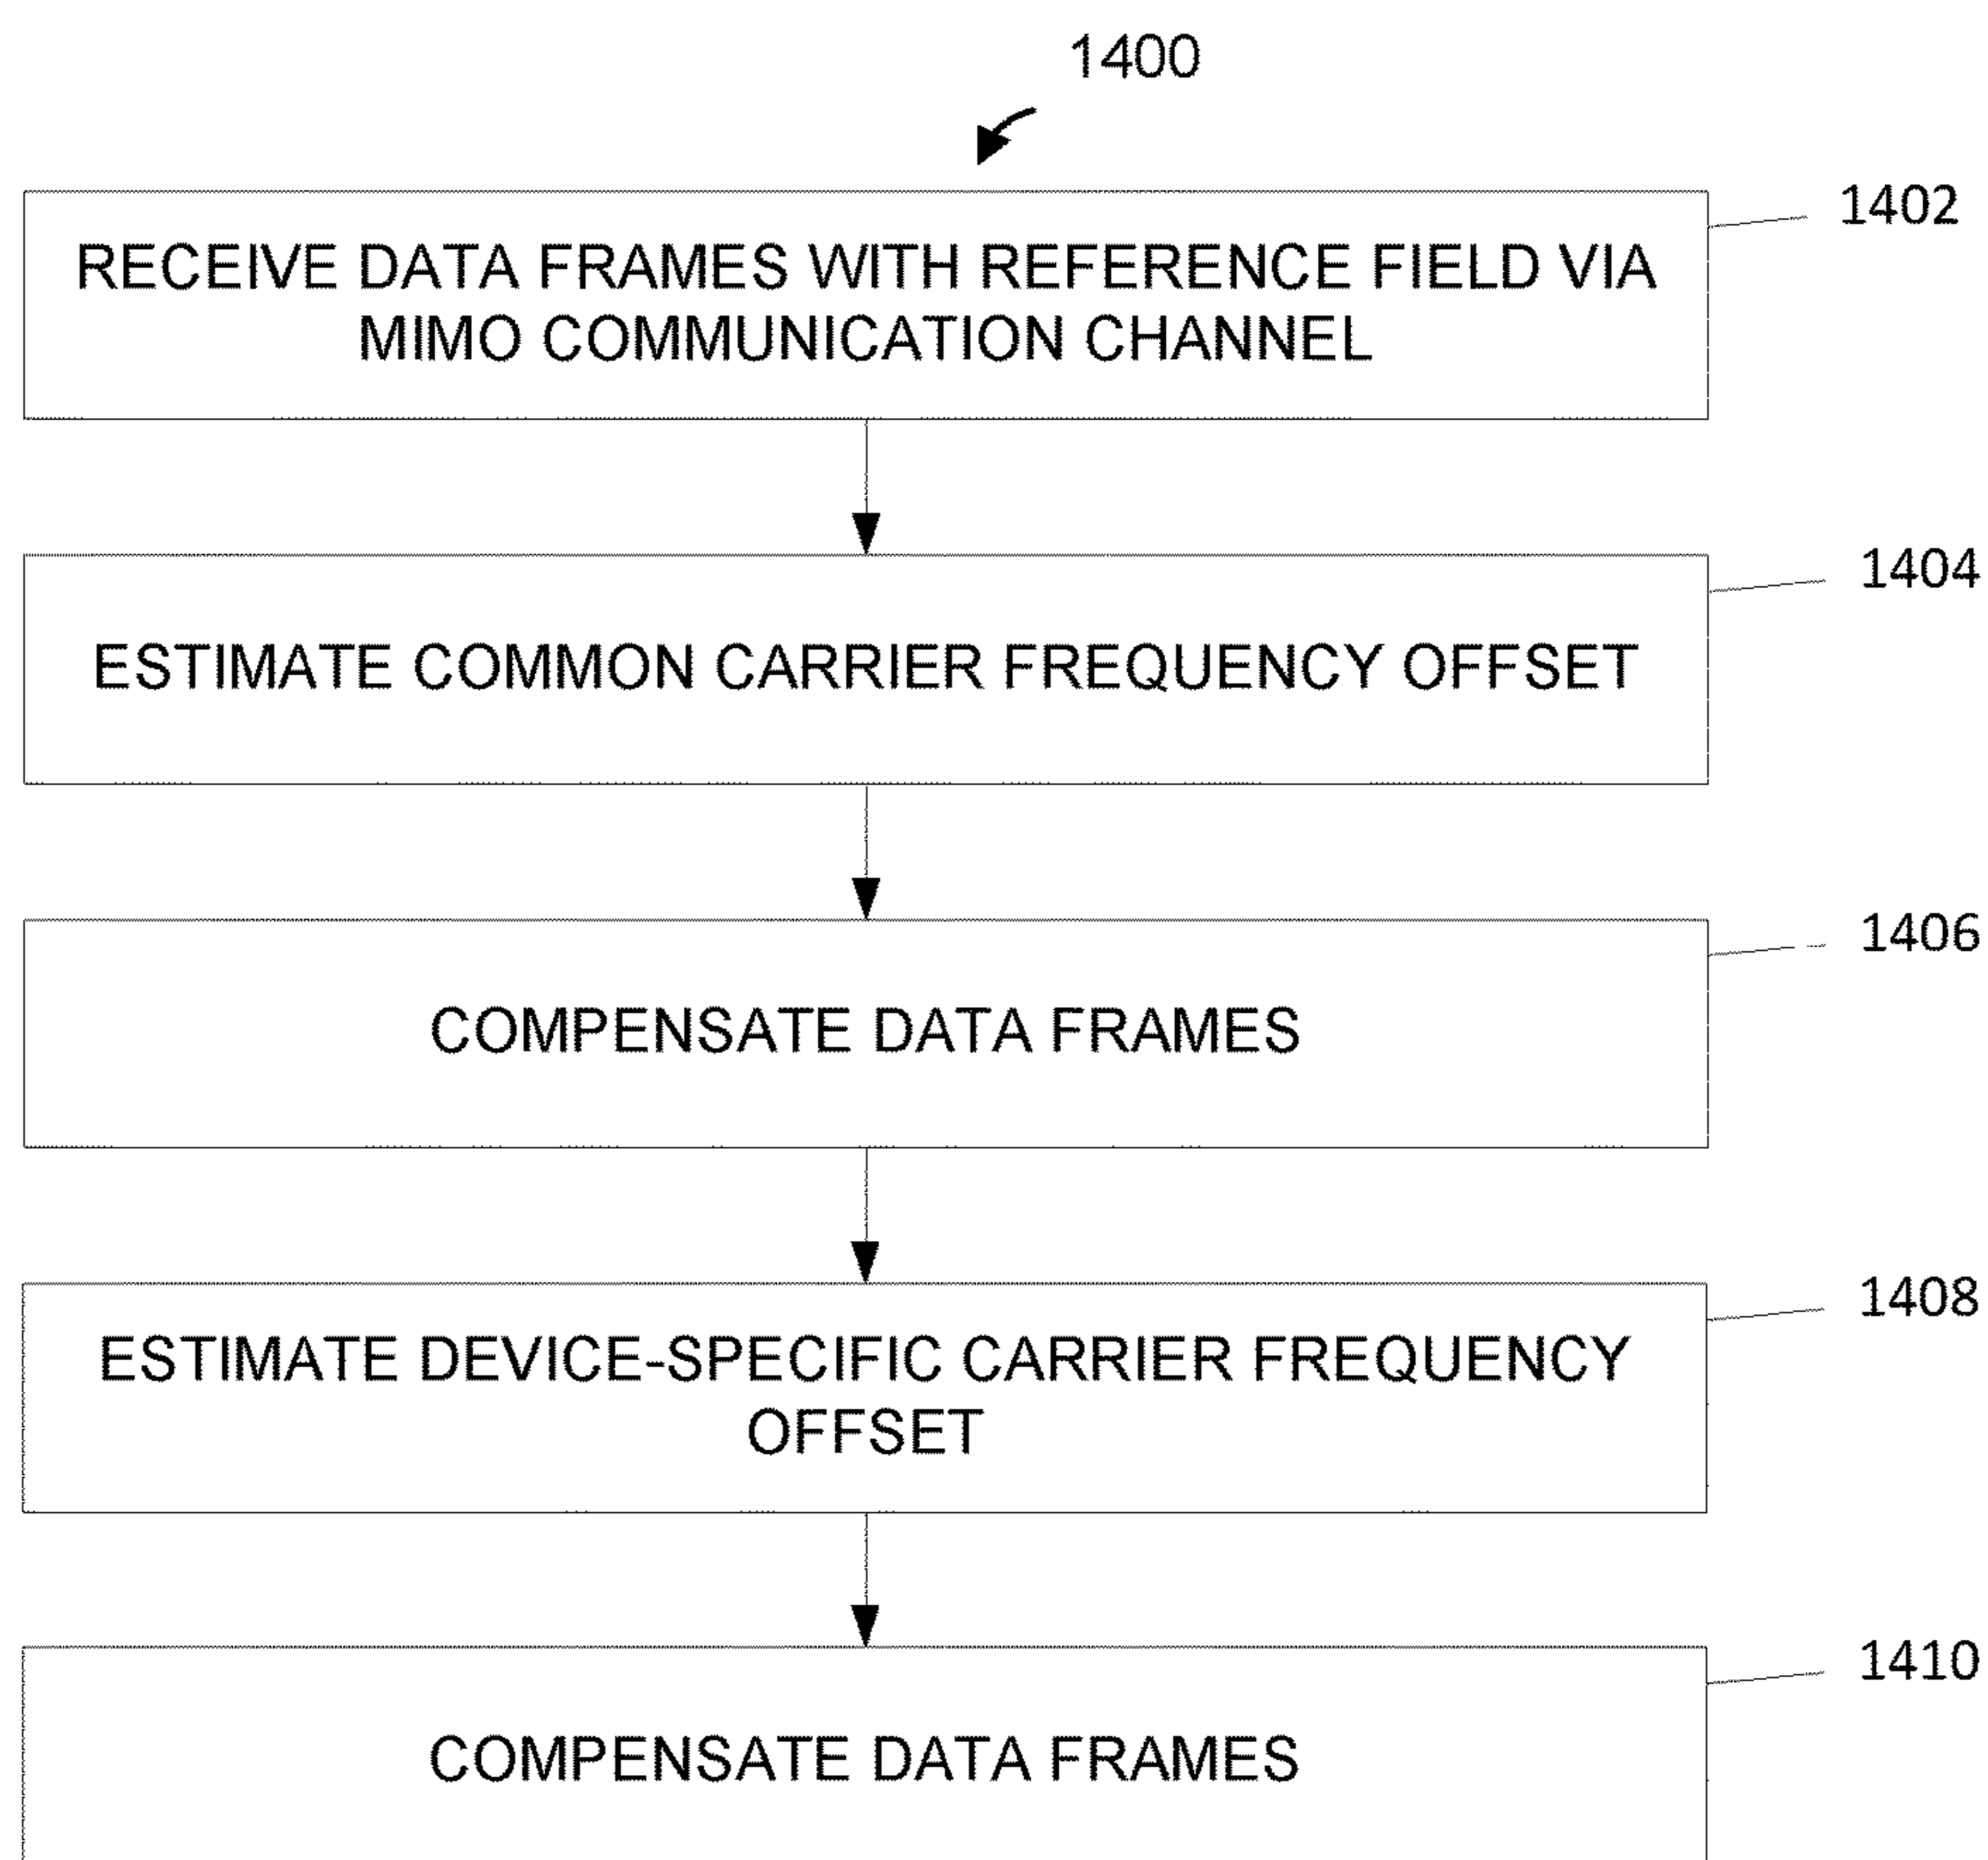 1400
1402
RECEIVE DATA FRAMES WITH REFERENCE FIELD VIA
MIMO COMMUNICATION CHANNEL
1404
ESTIMATE COMMON CARRIER FREQUENCY OFFSET
1406
COMPENSATE DATA FRAMES
1408
ESTIMATE DEVICE-SPECIFIC CARRIER FREQUENCY
OFFSET
1410
COMPENSATE DATA FRAMES